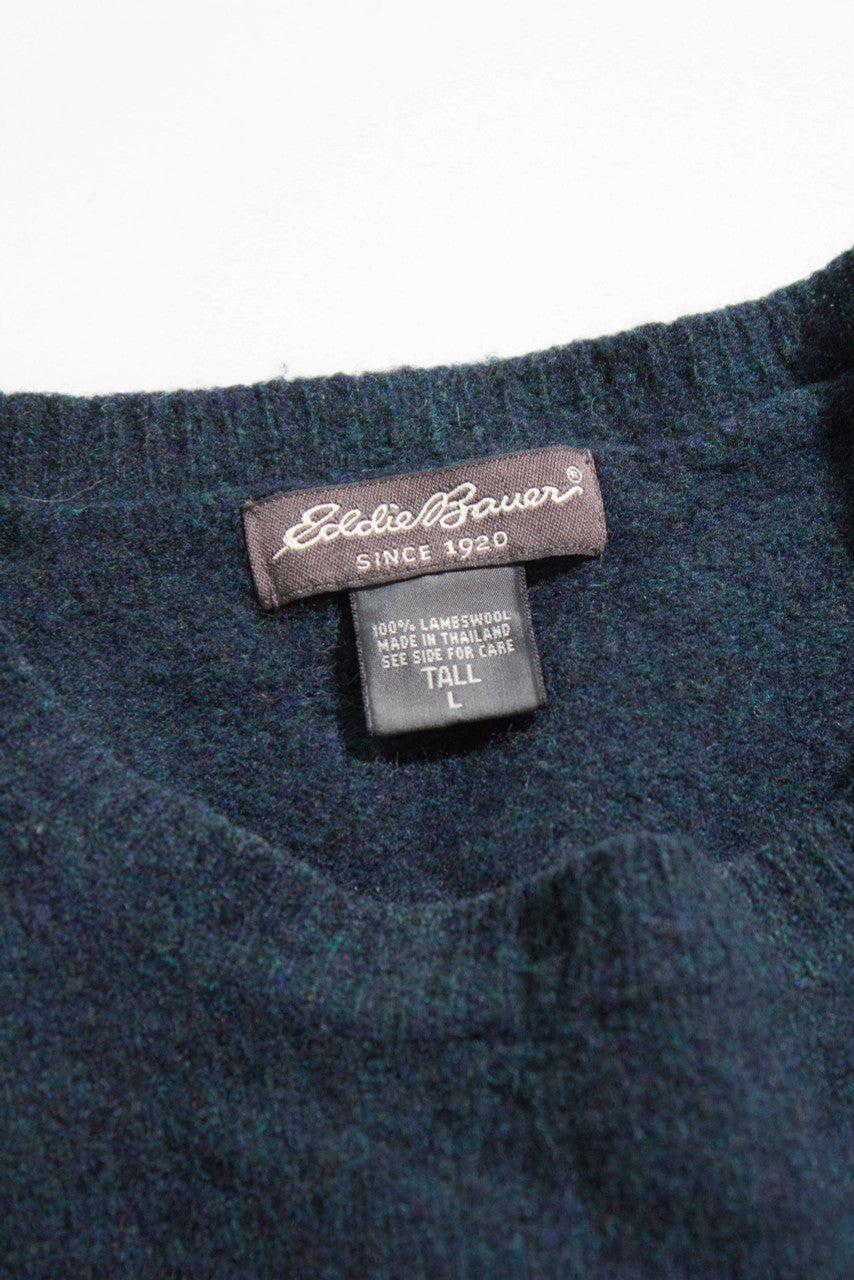 Eddie Bauer®
SINCE 1920
100% LAMBSWOOL
MADE IN THAILAND
SEE SIDE FOR CARE
TALL
L